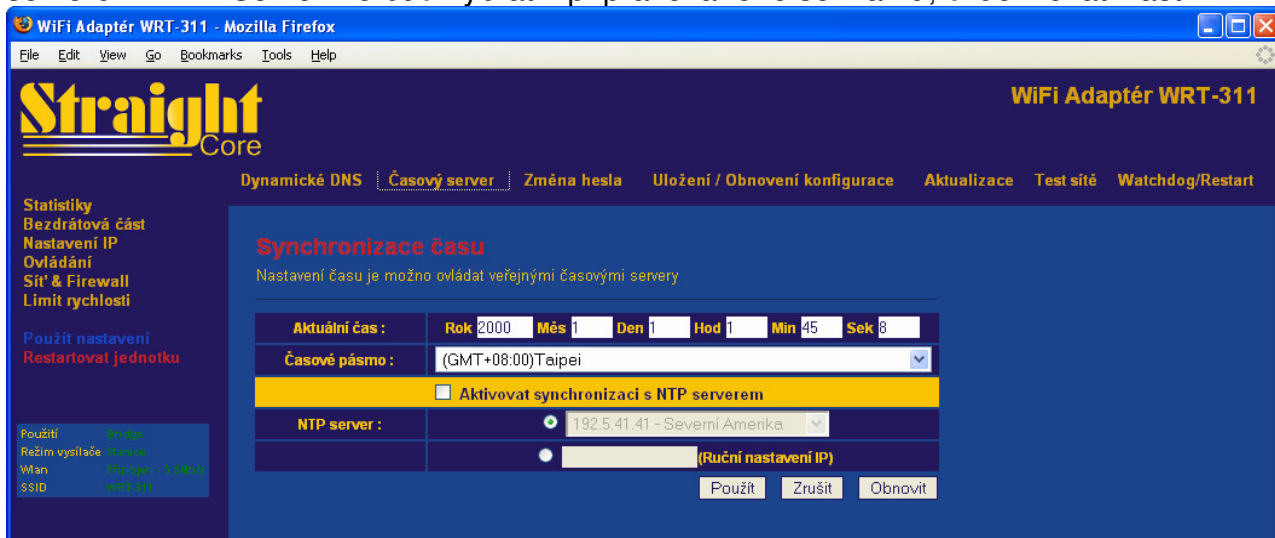 WiFi Adaptér WRT-311 - Mozilla Firefox
File Edit View Go Bookmarks Tools Help
Straight
Core
WiFi Adaptér WRT-311
Dynamické DNS Časový server Změna hesla Uložení / Obnovení konfigurace Aktualizace Test sítě Watchdog/Restart
Statistiky
Bezdrátová část
Nastavení IP
Ovládání
Síť & Firewall
Limit rychlosti
Použít nastavení
Restartovat jednotku
Synchronizace času
Nastavení času je možno ovládat veřejnými časovými servery
Aktuální čas : Rok 2000 Měs 1 Den 1 Hod 1 Min 45 Sek 8
Časové pásmo : (GMT+08:00)Taipei
Aktivovat synchronizaci s NTP serverem
NTP server : 192.5.41.41 - Severní Amerika
(Ruční nastavení IP)
Použít Zrušit Obnovit
Použití Bridge
Režim vysílače Stanice
Wlan Připojen
SSID WRT-311